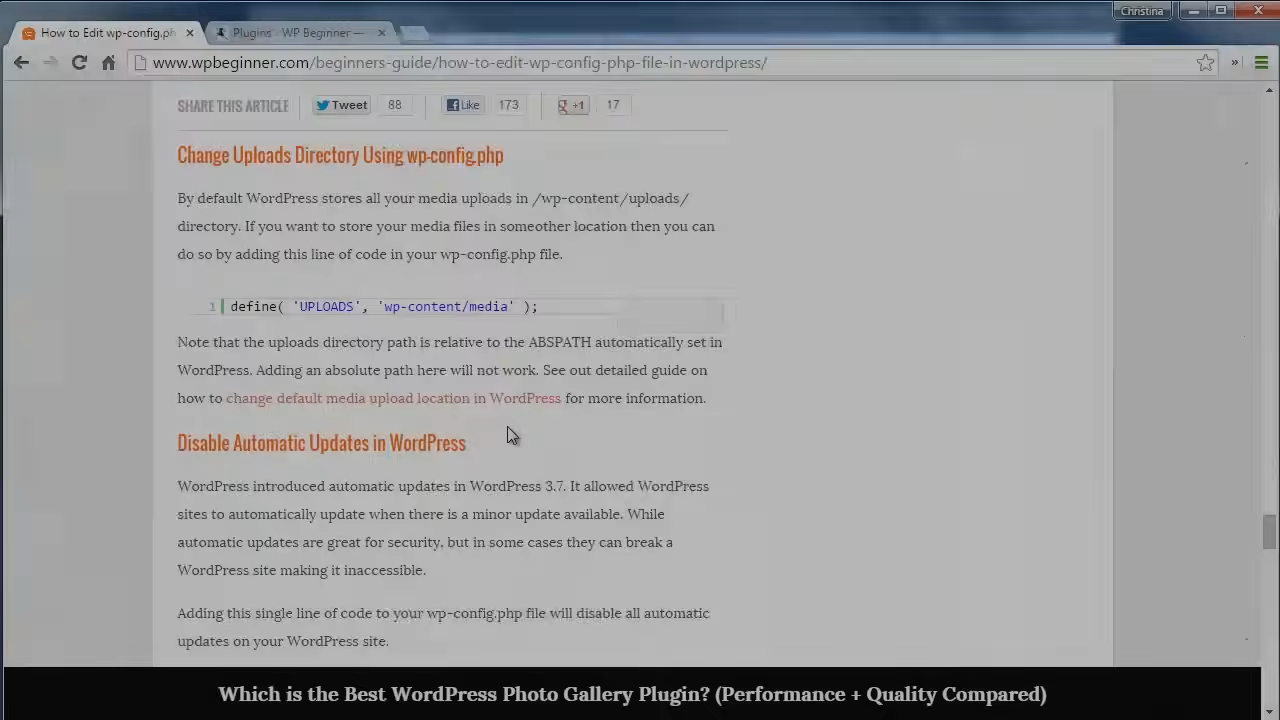 Christina
How to Edit wp-config.ph
Plugins - WP Beginner —
www.wpbeginner.com/beginners-guide/how-to-edit-wp-config-php-file-in-wordpress/
SHARE THIS ARTICLE Tweet 88 Like 173 +1 17
Change Uploads Directory Using wp-config.php
By default WordPress stores all your media uploads in /wp-content/uploads/
directory. If you want to store your media files in someother location then you can
do so by adding this line of code in your wp-config.php file.
1 define( 'UPLOADS', 'wp-content/media' );
Note that the uploads directory path is relative to the ABSPATH automatically set in
WordPress. Adding an absolute path here will not work. See out detailed guide on
how to change default media upload location in WordPress for more information.
Disable Automatic Updates in WordPress
WordPress introduced automatic updates in WordPress 3.7. It allowed WordPress
sites to automatically update when there is a minor update available. While
automatic updates are great for security, but in some cases they can break a
WordPress site making it inaccessible.
Adding this single line of code to your wp-config.php file will disable all automatic
updates on your WordPress site.
Which is the Best WordPress Photo Gallery Plugin? (Performance + Quality Compared)